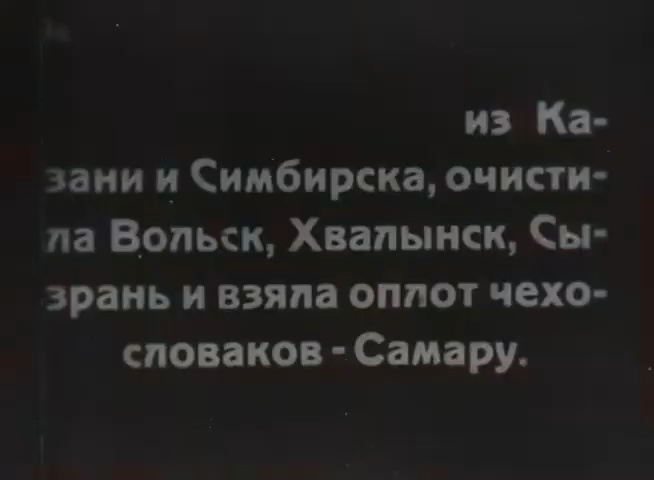 из Ка-
зани и Симбирска, очисти-
ла Вольск, Хвалынск, Сы-
зрань и взяла оплот чехо-
словаков - Самару.